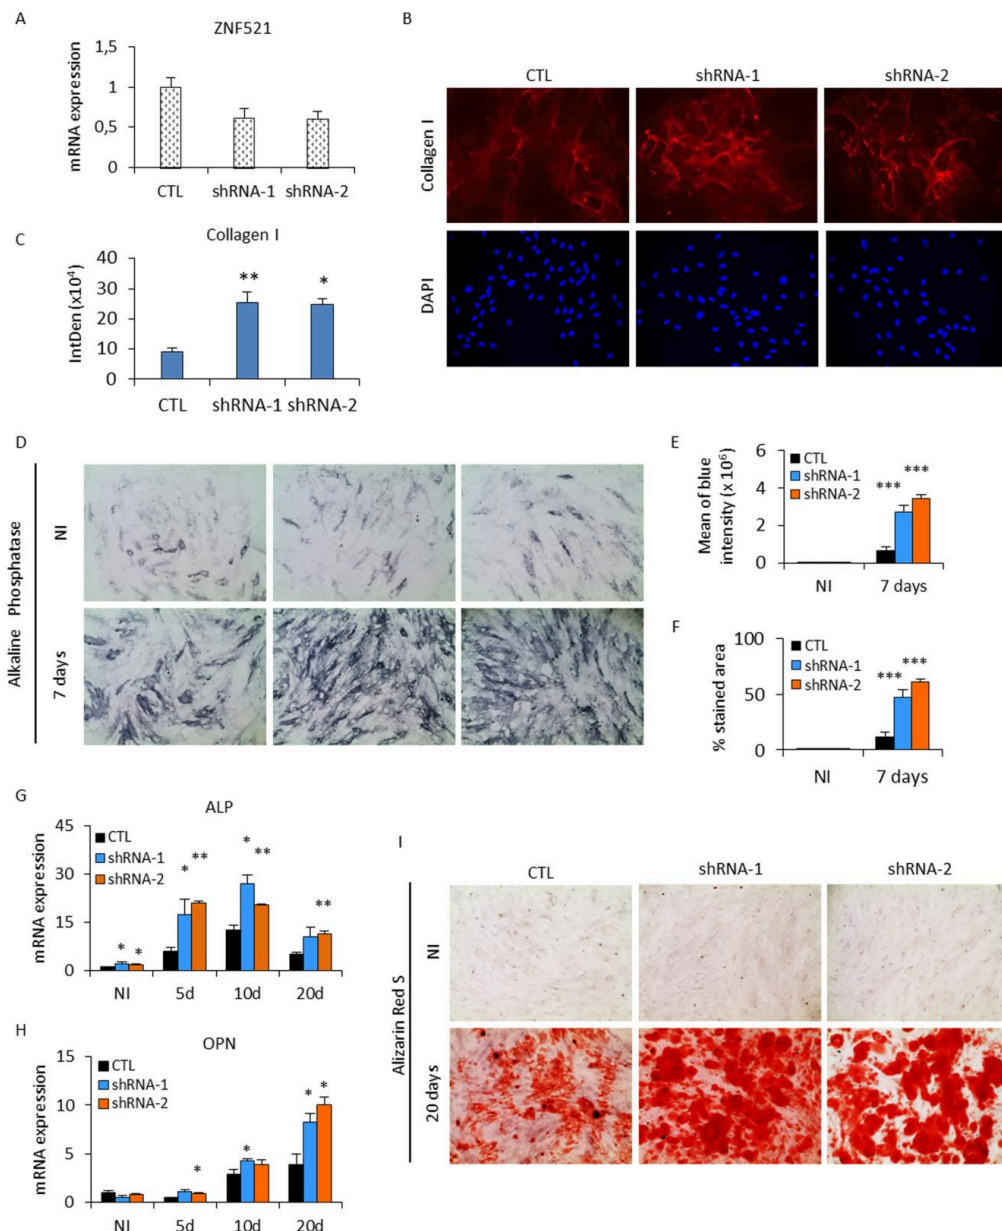 A
ZNF521
mRNA expression
1,5
1
0,5
0
CTL shRNA-1 shRNA-2
B
CTL shRNA-1 shRNA-2
Collagen I
DAPI
C
Collagen I
IntDen (x10⁴)
40
30
20
10
0
** *
CTL shRNA-1 shRNA-2
D
Alkaline Phosphatase
NI
7 days
E
Mean of blue
intensity (x 10⁶)
6
4
2
0
CTL
shRNA-1
shRNA-2
*** ***
NI 7 days
F
% stained area
100
50
0
CTL
shRNA-1
shRNA-2
*** ***
NI 7 days
G
ALP
mRNA expression
45
30
15
0
CTL
shRNA-1
shRNA-2
* * * ** * ** **
NI 5d 10d 20d
H
OPN
mRNA expression
15
10
5
0
CTL
shRNA-1
shRNA-2
* * * *
NI 5d 10d 20d
I
CTL shRNA-1 shRNA-2
Alizarin Red S
NI
20 days